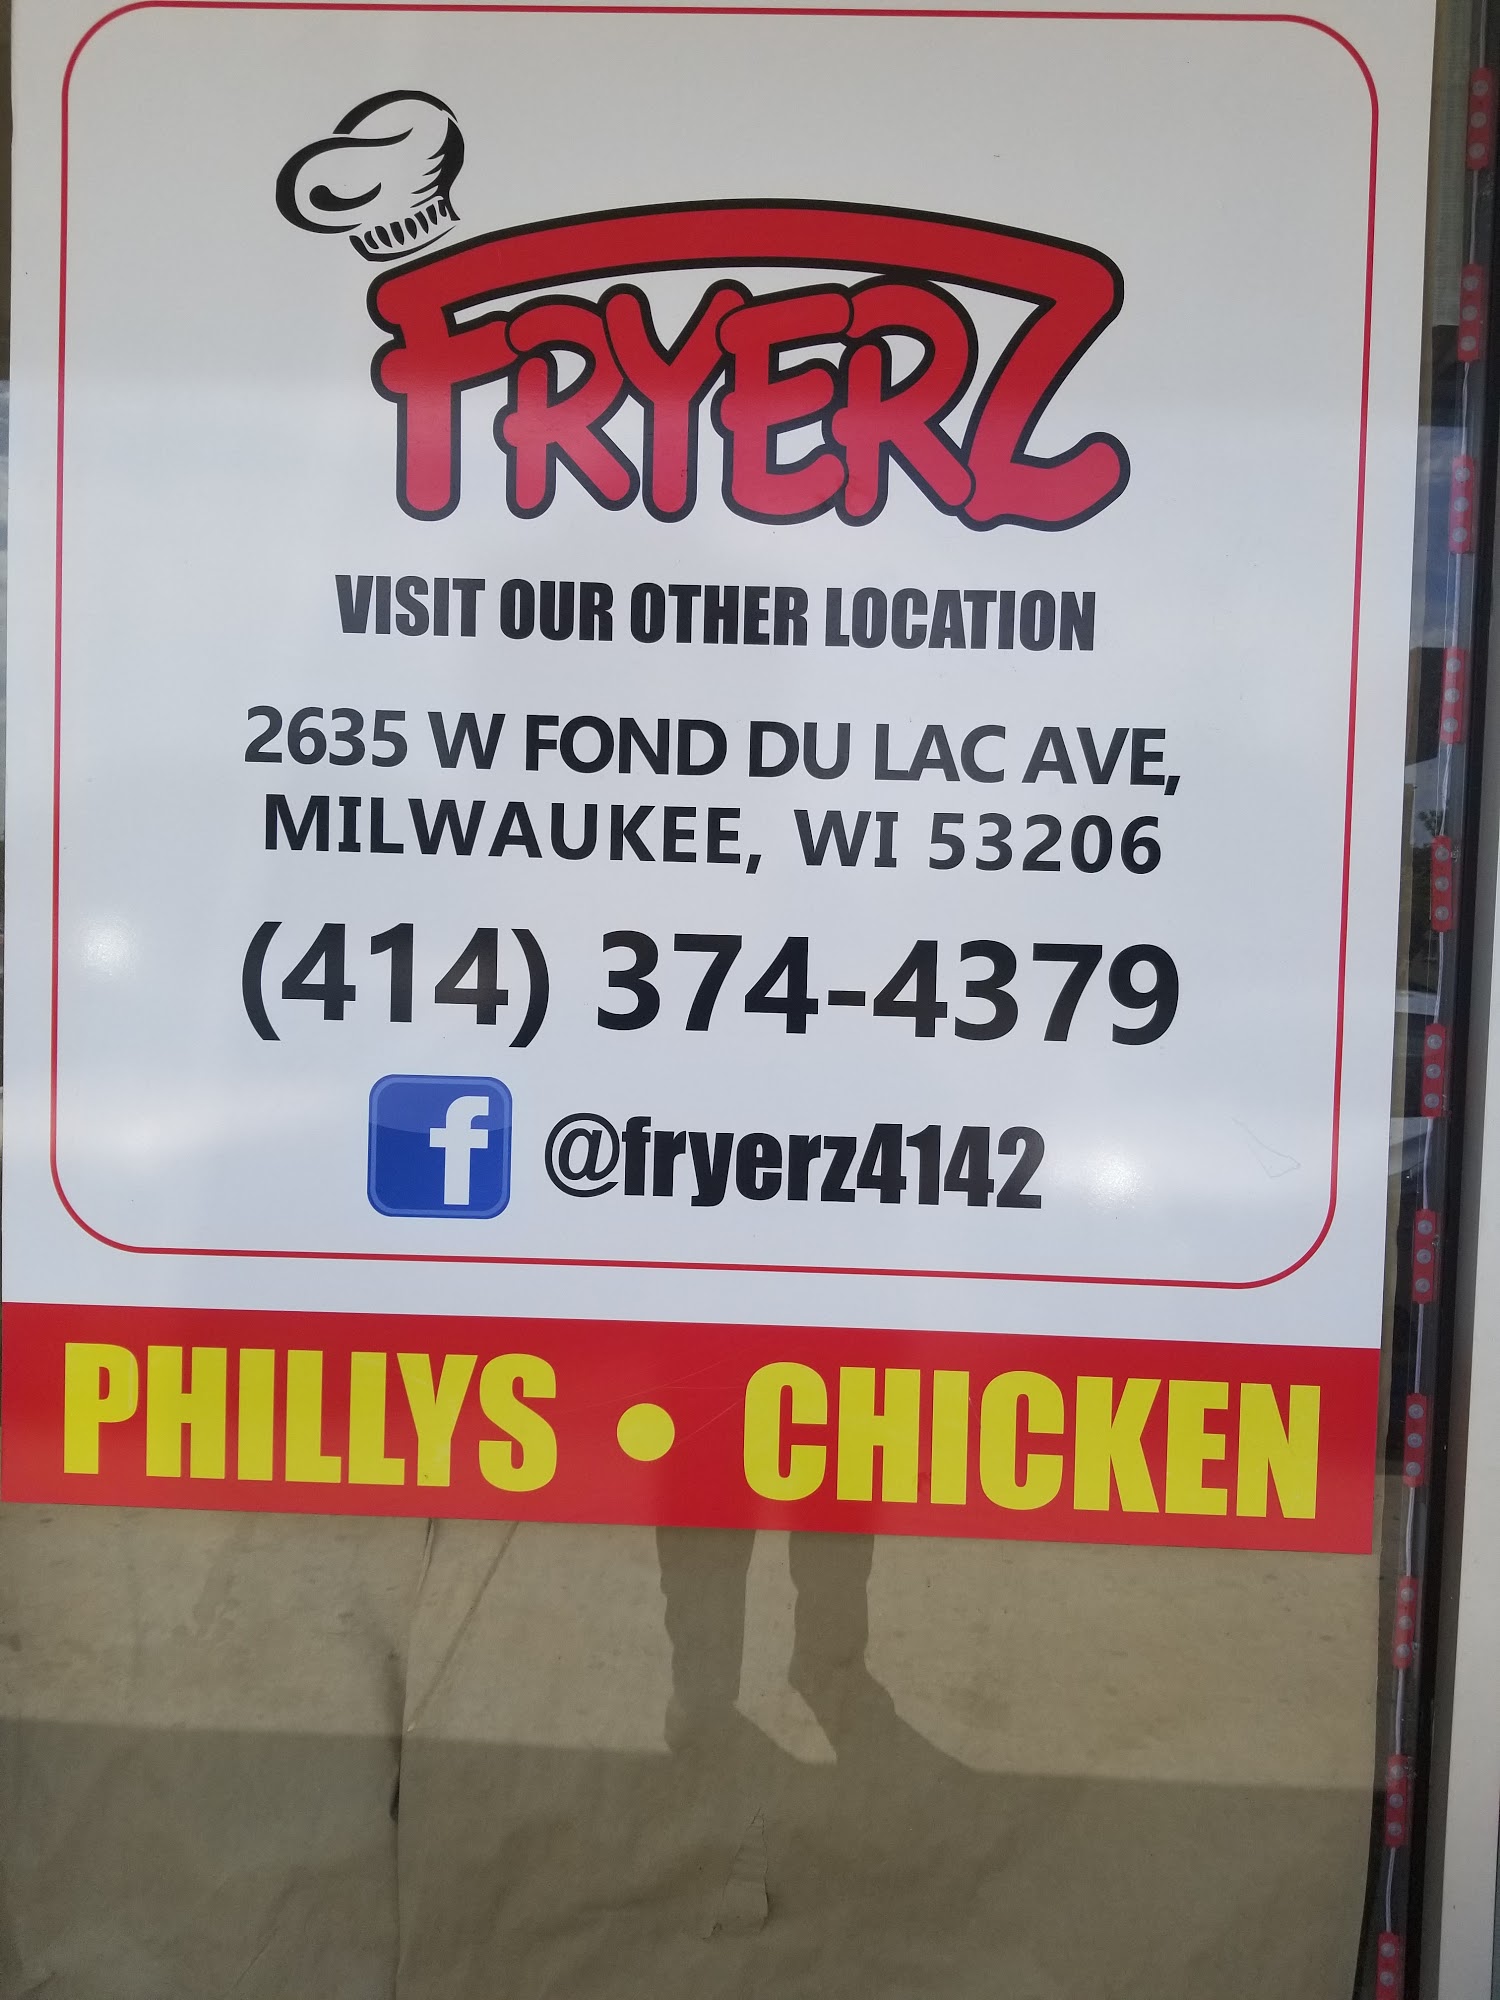 FRYERZ
VISIT OUR OTHER LOCATION
2635 W FOND DU LAC AVE,
MILWAUKEE, WI 53206
(414) 374-4379
f @fryerz4142
PHILLYS • CHICKEN